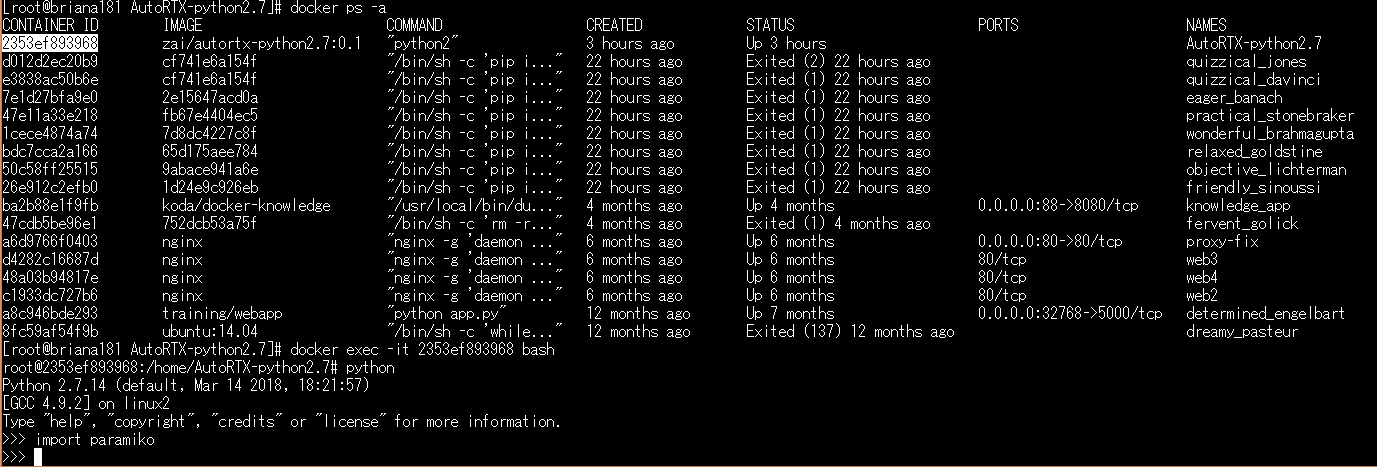 [root@briana181 AutoRTX-python2.7]# docker ps -a
CONTAINER ID IMAGE COMMAND CREATED STATUS PORTS NAMES
2353ef893968 zai/autortx-python2.7:0.1 "python2" 3 hours ago Up 3 hours AutoRTX-python2.7
d012d2ec20b9 cf741e6a154f "/bin/sh -c 'pip i..." 22 hours ago Exited (2) 22 hours ago quizzical_jones
e3838ac50b6e cf741e6a154f "/bin/sh -c 'pip i..." 22 hours ago Exited (1) 22 hours ago quizzical_davinci
7e1d27bfa9e0 2e15647acd0a "/bin/sh -c 'pip i..." 22 hours ago Exited (1) 22 hours ago eager_banach
47e11a33e218 fb67e4404ec5 "/bin/sh -c 'pip i..." 22 hours ago Exited (1) 22 hours ago practical_stonebraker
1cece4874a74 7d8dc4227c8f "/bin/sh -c 'pip i..." 22 hours ago Exited (1) 22 hours ago wonderful_brahmagupta
bdc7cca2a166 65d175aee784 "/bin/sh -c 'pip i..." 22 hours ago Exited (1) 22 hours ago relaxed_goldstine
50c58ff25515 9abace941a6e "/bin/sh -c 'pip i..." 22 hours ago Exited (1) 22 hours ago objective_lichterman
26e912c2efb0 1d24e9c926eb "/bin/sh -c 'pip i..." 22 hours ago Exited (1) 22 hours ago friendly_sinoussi
ba2b88e1f9fb koda/docker-knowledge "/usr/local/bin/du..." 4 months ago Up 4 months 0.0.0.0:88->8080/tcp knowledge_app
47cdb5be96e1 752dcb53a75f "/bin/sh -c 'rm -r..." 4 months ago Exited (1) 4 months ago fervent_golick
a6d9766f0403 nginx "nginx -g 'daemon ..." 6 months ago Up 6 months 0.0.0.0:80->80/tcp proxy-fix
d4282c16687d nginx "nginx -g 'daemon ..." 6 months ago Up 6 months 80/tcp web3
48a03b94817e nginx "nginx -g 'daemon ..." 6 months ago Up 6 months 80/tcp web4
c1933dc727b6 nginx "nginx -g 'daemon ..." 6 months ago Up 6 months 80/tcp web2
a8c946bde293 training/webapp "python app.py" 12 months ago Up 7 months 0.0.0.0:32768->5000/tcp determined_engelbart
8fc59af54f9b ubuntu:14.04 "/bin/sh -c 'while..." 12 months ago Exited (137) 12 months ago dreamy_pasteur
[root@briana181 AutoRTX-python2.7]# docker exec -it 2353ef893968 bash
root@2353ef893968:/home/AutoRTX-python2.7# python
Python 2.7.14 (default, Mar 14 2018, 18:21:57)
[GCC 4.9.2] on linux2
Type "help", "copyright", "credits" or "license" for more information.
>>> import paramiko
>>>